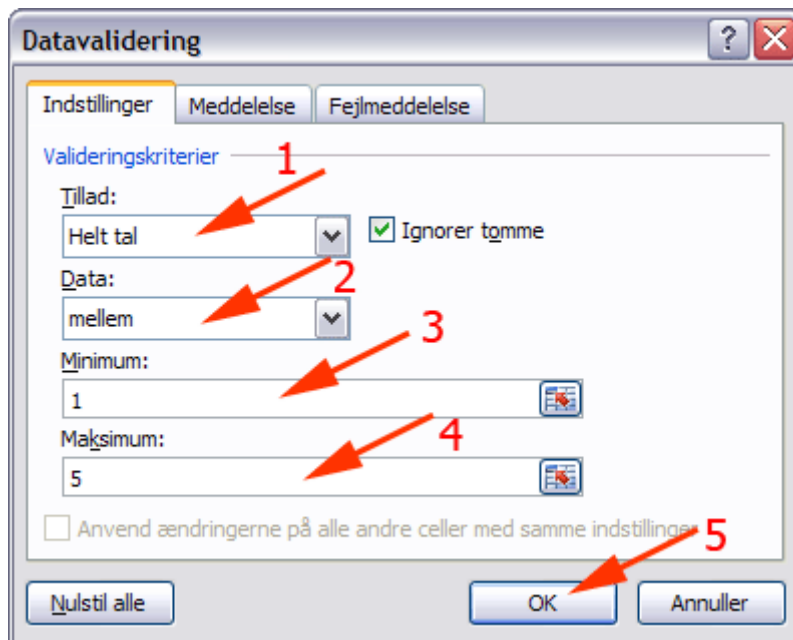 Datavalidering
?
Indstillinger Meddelelse Fejlmeddelelse
Valideringskriterier
1
Tillad:
Helt tal
Ignorer tomme
2
Data:
mellem
3
Minimum:
1
4
Maksimum:
5
Anvend ændringerne på alle andre celler med samme indstillinger
5
Nulstil alle OK Annuller